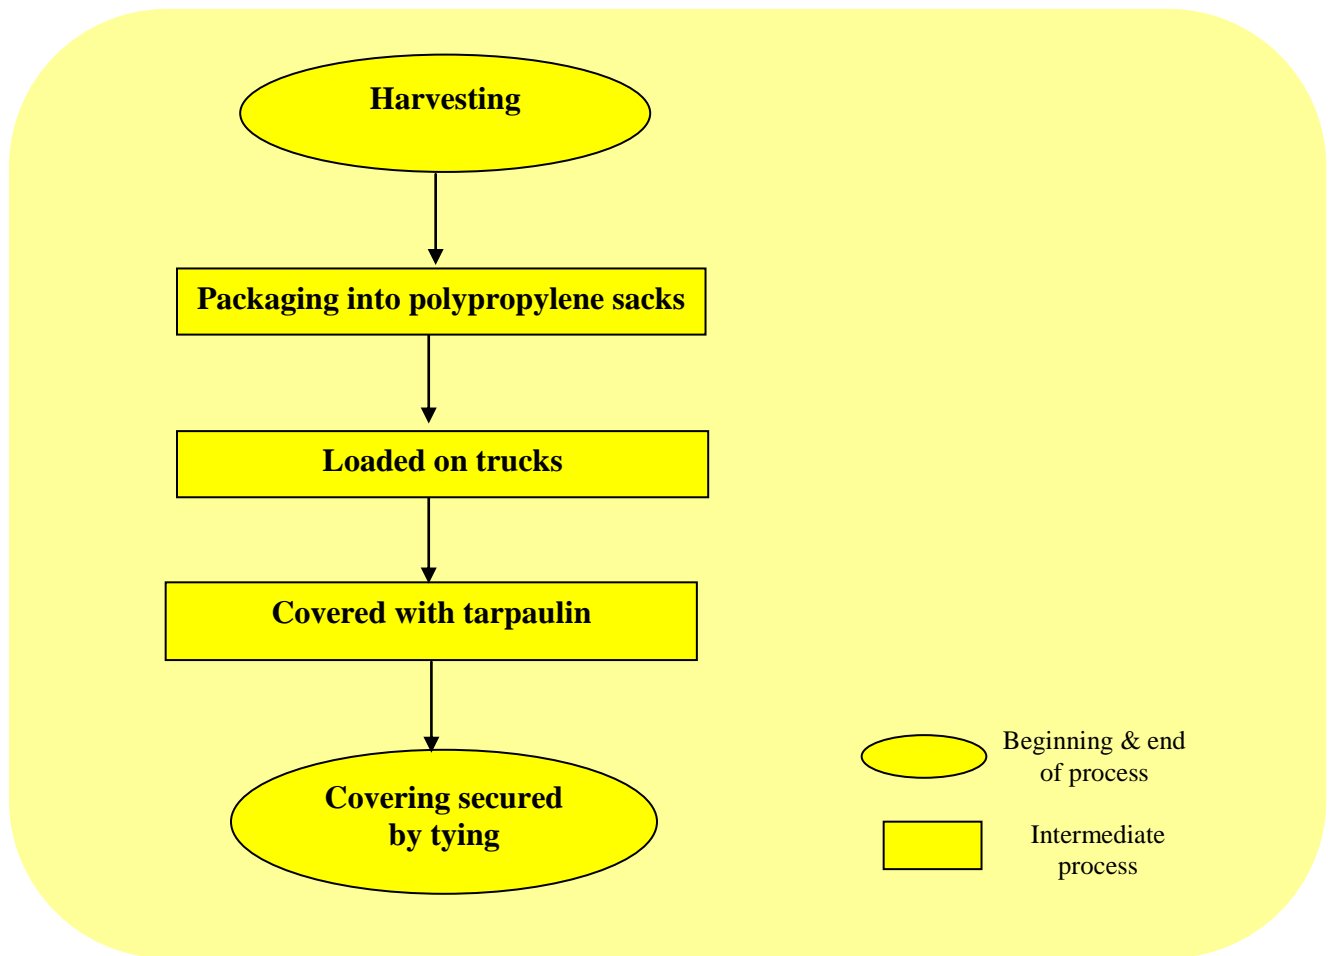 Harvesting
Packaging into polypropylene sacks
Loaded on trucks
Covered with tarpaulin
Covering secured
by tying
Beginning & end
of process
Intermediate
process